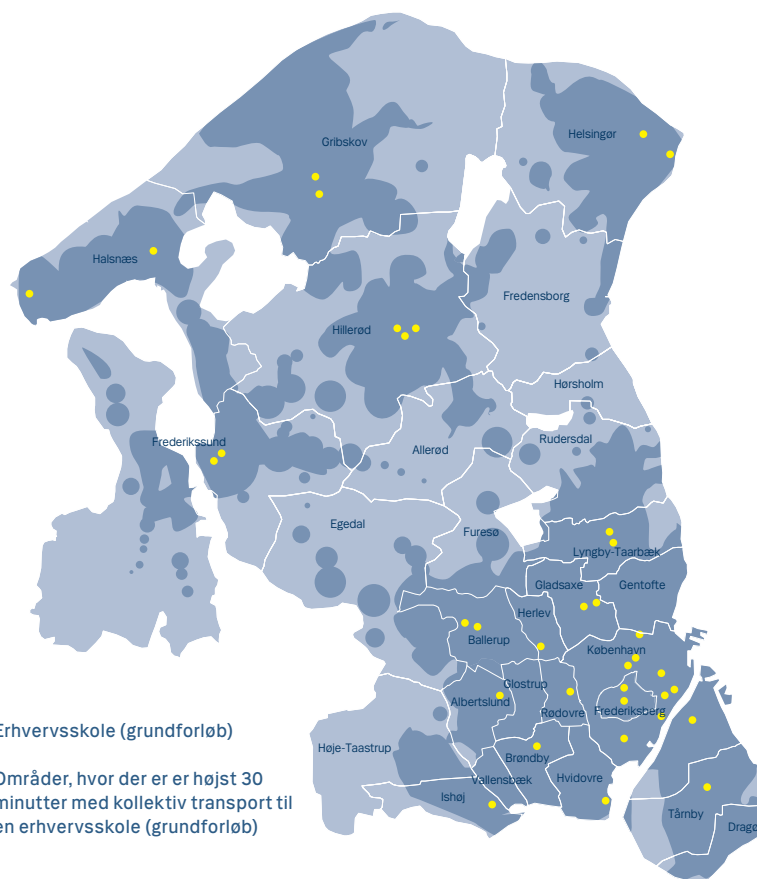 Helsingør
Gribskov
Halsnæs
Fredensborg
Hillerød
Hørsholm
Frederikssund
Rudersdal
Allerød
Egedal
Furesø
Lyngby-Taarbæk
Gladsaxe
Gentofte
Herlev
Ballerup
København
Glostrup
Albertslund
Rødovre
Frederiksberg
Erhvervsskole (grundforløb)
Høje-Taastrup
Brøndby
Vallensbæk
Hvidovre
Områder, hvor der er er højst 30
minutter med kollektiv transport til
en erhvervsskole (grundforløb)
Ishøj
Tårnby
Dragø